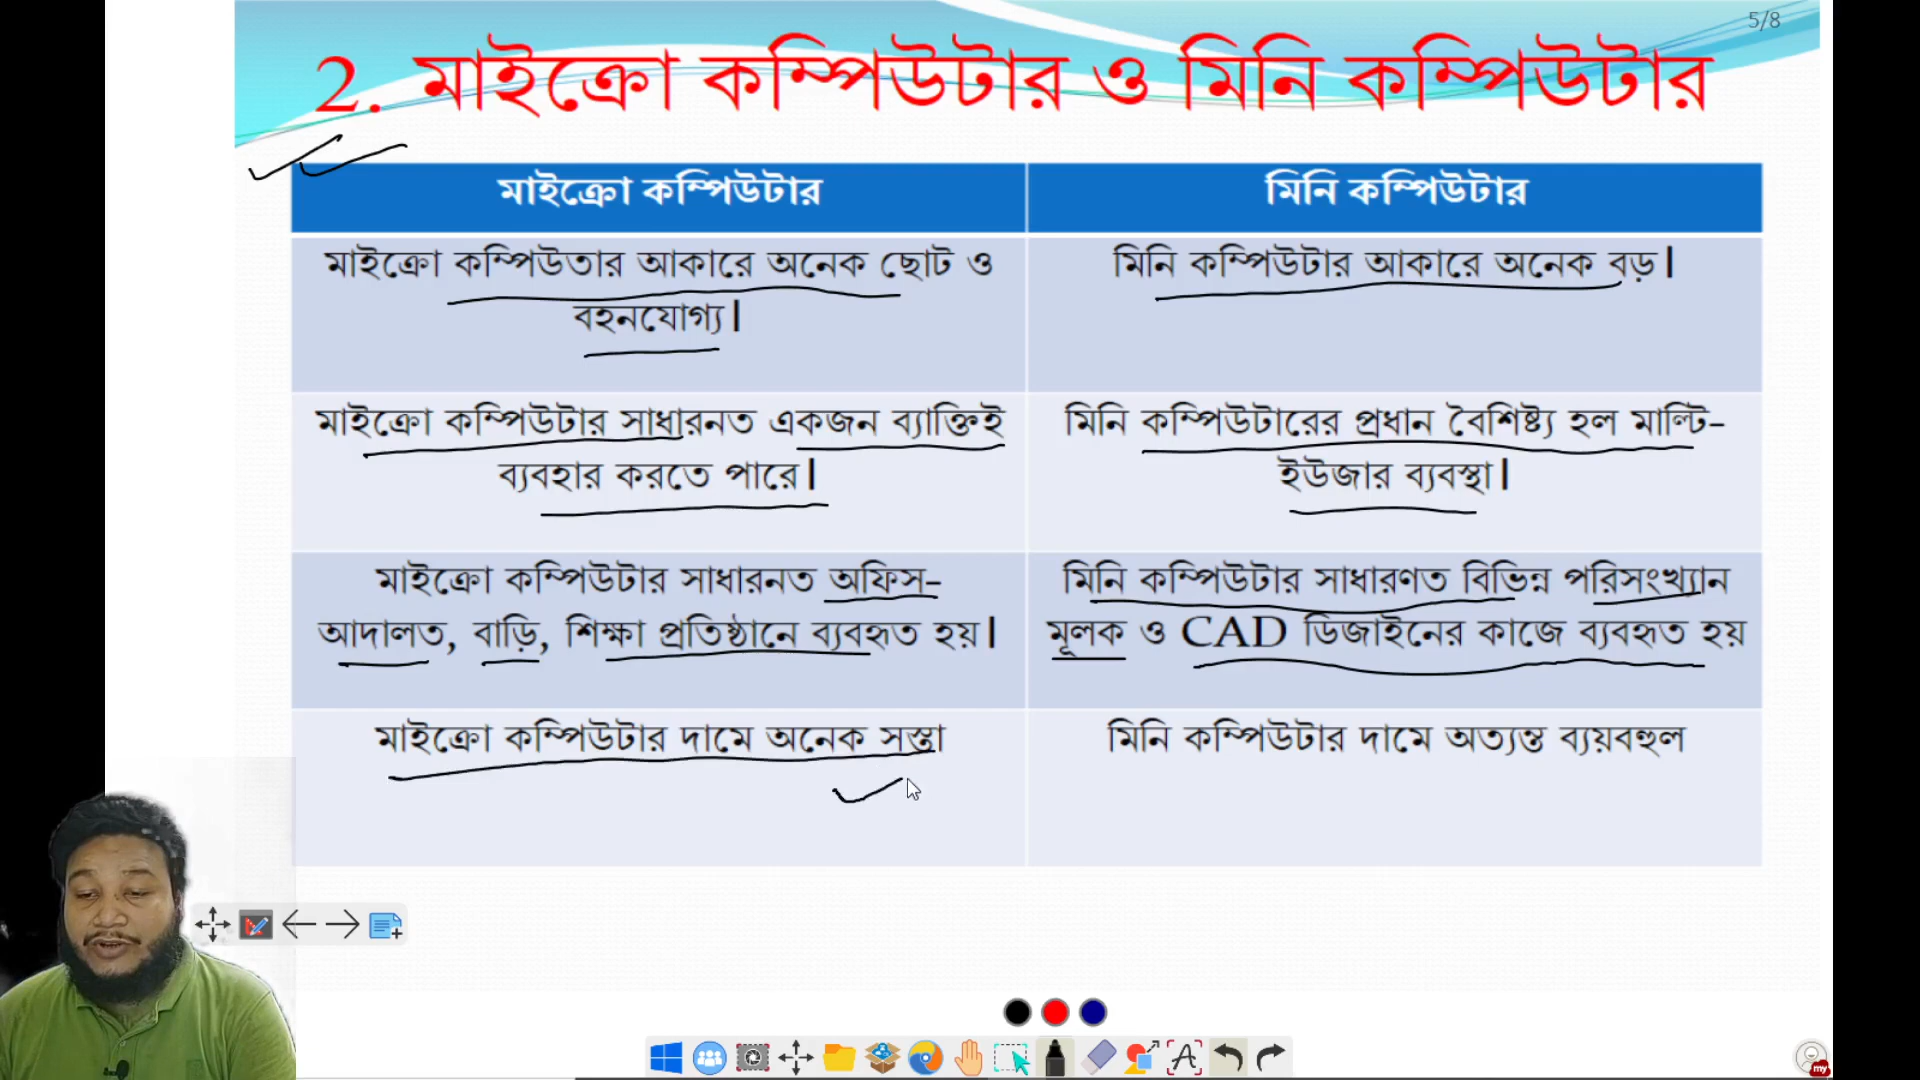 5/8
2. মাইক্রো কম্পিউটার ও মিনি কম্পিউটার
মাইক্রো কম্পিউটার
মিনি কম্পিউটার
মাইক্রো কম্পিউতার আকারে অনেক ছোট ও
বহনযোগ্য।
মিনি কম্পিউটার আকারে অনেক বড়।
মাইক্রো কম্পিউটার সাধারনত একজন ব্যাক্তিই
ব্যবহার করতে পারে।
মিনি কম্পিউটারের প্রধান বৈশিষ্ট্য হল মাল্টি-
ইউজার ব্যবস্থা।
মাইক্রো কম্পিউটার সাধারনত অফিস-
আদালত, বাড়ি, শিক্ষা প্রতিষ্ঠানে ব্যবহৃত হয়।
মিনি কম্পিউটার সাধারণত বিভিন্ন পরিসংখ্যান
মূলক ও CAD ডিজাইনের কাজে ব্যবহৃত হয়
মাইক্রো কম্পিউটার দামে অনেক সস্তা
মিনি কম্পিউটার দামে অত্যন্ত ব্যয়বহুল
my